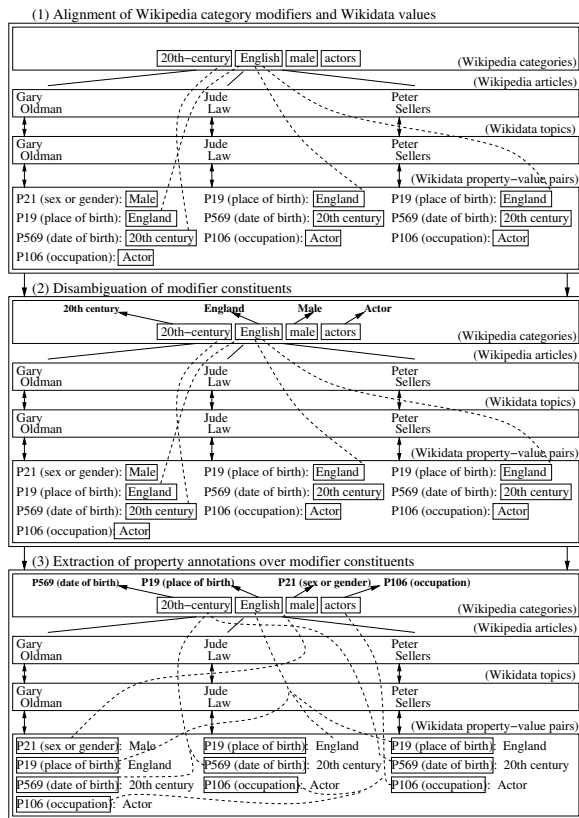 (1) Alignment of Wikipedia category modifiers and Wikidata values
20th−century English male actors
(Wikipedia categories)
(Wikipedia articles)
Gary Oldman
Jude Law
Peter Sellers
(Wikidata topics)
Gary Oldman
Jude Law
Peter Sellers
(Wikidata property−value pairs)
P21 (sex or gender): Male
P19 (place of birth): England
P19 (place of birth): England
P19 (place of birth): England
P569 (date of birth): 20th century
P569 (date of birth): 20th century
P569 (date of birth): 20th century
P106 (occupation): Actor
P106 (occupation): Actor
P106 (occupation): Actor
(2) Disambiguation of modifier constituents
20th century England Male Actor
20th−century English male actors
(Wikipedia categories)
(Wikipedia articles)
Gary Oldman
Jude Law
Peter Sellers
(Wikidata topics)
Gary Oldman
Jude Law
Peter Sellers
(Wikidata property−value pairs)
P21 (sex or gender): Male
P19 (place of birth): England
P19 (place of birth): England
P19 (place of birth): England
P569 (date of birth): 20th century
P569 (date of birth): 20th century
P569 (date of birth): 20th century
P106 (occupation): Actor
P106 (occupation): Actor
P106 (occupation): Actor
(3) Extraction of property annotations over modifier constituents
P569 (date of birth) P19 (place of birth) P21 (sex or gender) P106 (occupation)
20th−century English male actors
(Wikipedia categories)
(Wikipedia articles)
Gary Oldman
Jude Law
Peter Sellers
(Wikidata topics)
Gary Oldman
Jude Law
Peter Sellers
(Wikidata property−value pairs)
P21 (sex or gender): Male
P19 (place of birth): England
P19 (place of birth): England
P19 (place of birth): England
P569 (date of birth): 20th century
P569 (date of birth): 20th century
P569 (date of birth): 20th century
P106 (occupation): Actor
P106 (occupation): Actor
P106 (occupation): Actor